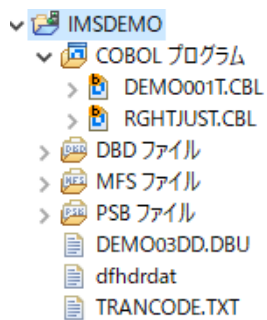 IMSDEMO
COBOL プログラム
DEMO001T.CBL
RGHTJUST.CBL
DBD ファイル
MFS ファイル
PSB ファイル
DEMO03DD.DBU
dfhdrdat
TRANCODE.TXT